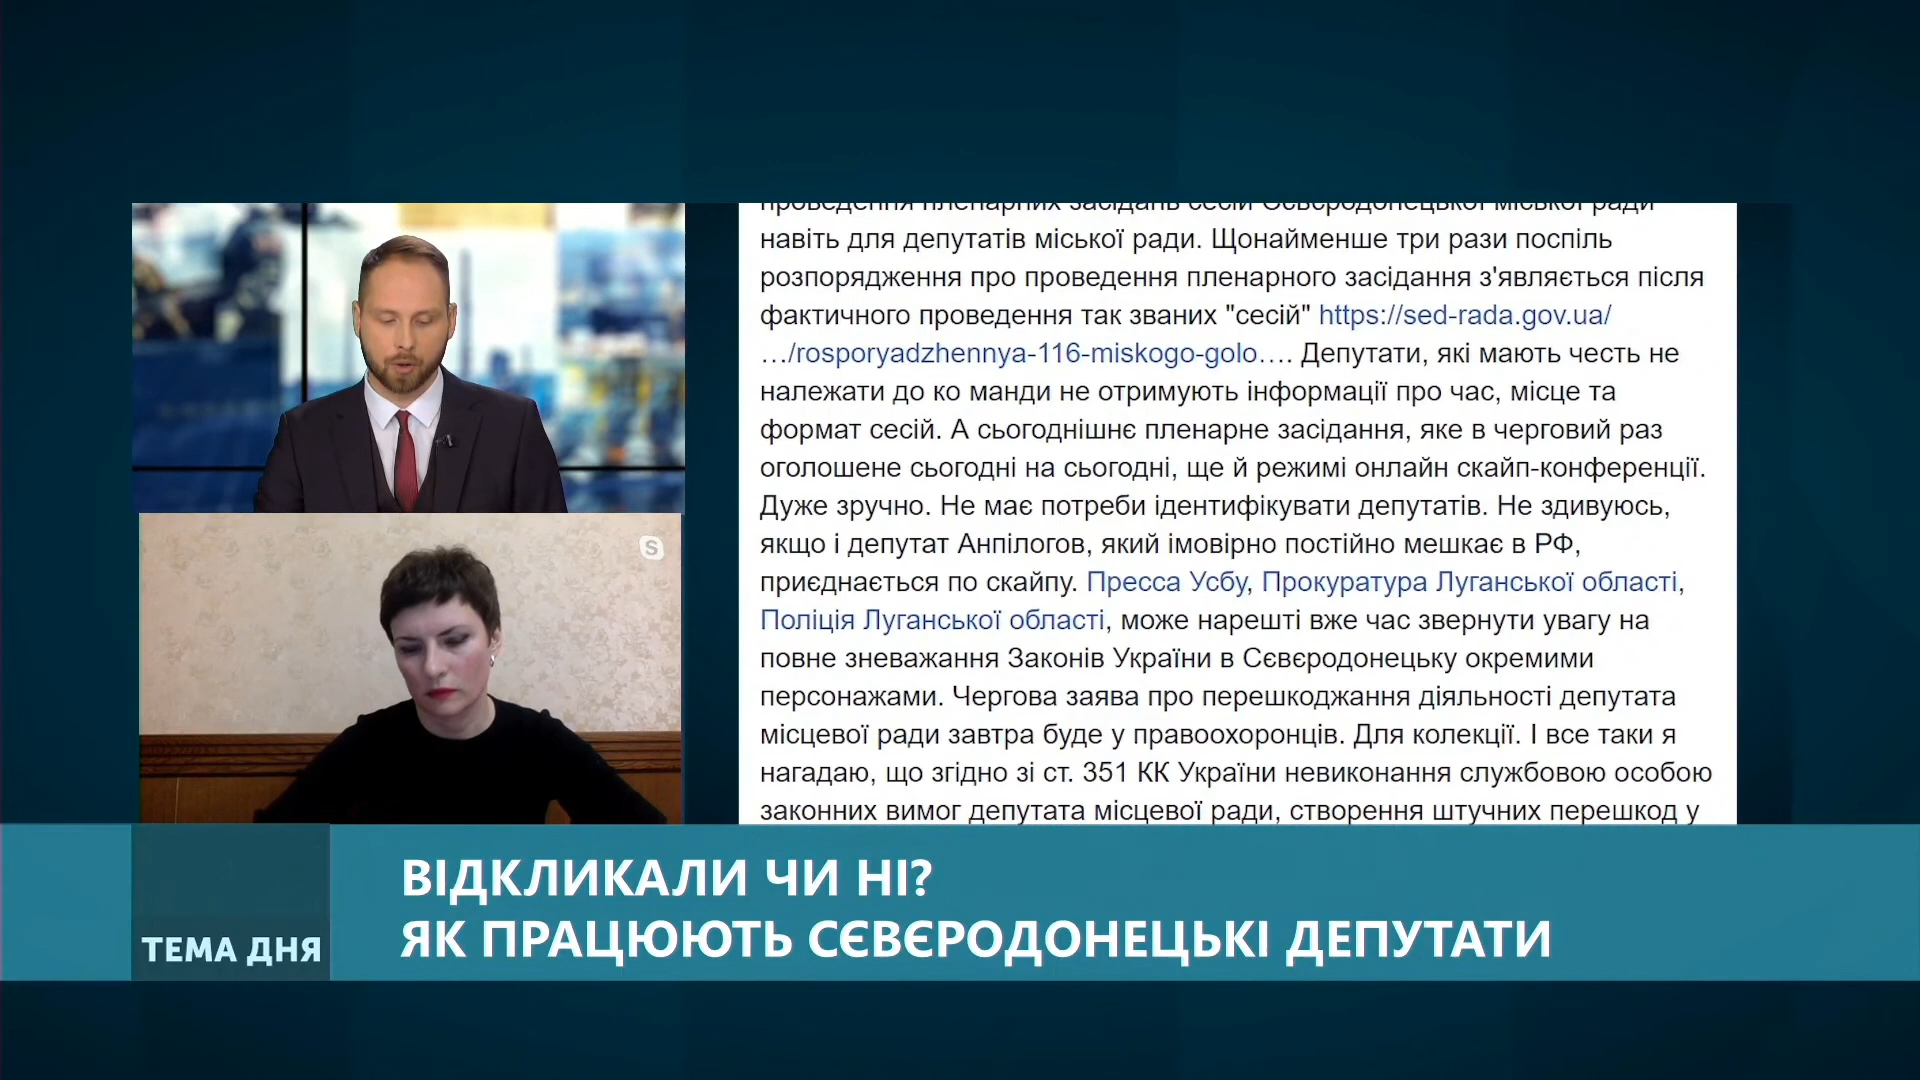 проведення пленарних засідань сесій Сєвєродонецької міської ради
навіть для депутатів міської ради. Щонайменше три рази поспіль
розпорядження про проведення пленарного засідання з'являється після
фактичного проведення так званих "сесій" https://sed-rada.gov.ua/
…/rosporyadzhennya-116-miskogo-golo…. Депутати, які мають честь не
належати до ко манди не отримують інформації про час, місце та
формат сесій. А сьогоднішнє пленарне засідання, яке в черговий раз
оголошене сьогодні на сьогодні, ще й режимі онлайн скайп-конференції.
Дуже зручно. Не має потреби ідентифікувати депутатів. Не здивуюсь,
якщо і депутат Анпілогов, який імовірно постійно мешкає в РФ,
приєднається по скайпу. Пресса Усбу, Прокуратура Луганської області,
Поліція Луганської області, може нарешті вже час звернути увагу на
повне зневажання Законів України в Сєвєродонецьку окремими
персонажами. Чергова заява про перешкоджання діяльності депутата
місцевої ради завтра буде у правоохоронців. Для колекції. І все таки я
нагадаю, що згідно зі ст. 351 КК України невиконання службовою особою
законних вимог депутата місцевої ради, створення штучних перешкод у
S
ВІДКЛИКАЛИ ЧИ НІ?
ЯК ПРАЦЮЮТЬ СЄВЄРОДОНЕЦЬКІ ДЕПУТАТИ
ТЕМА ДНЯ